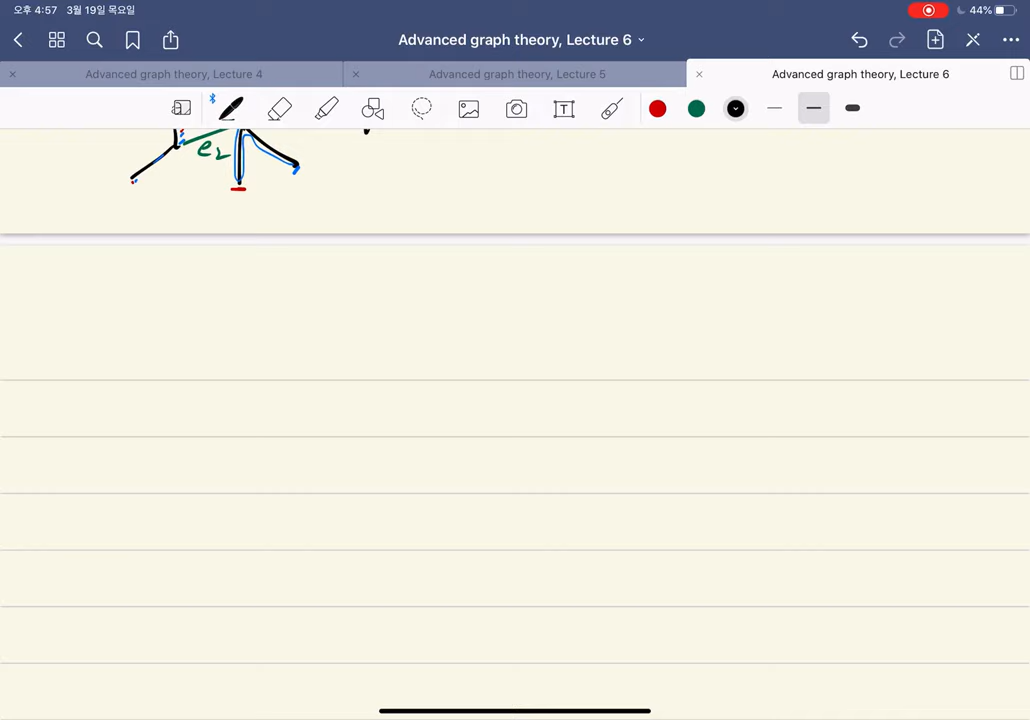 오후 4:57 3월 19일 목요일 44%
Advanced graph theory, Lecture 6
Advanced graph theory, Lecture 4 Advanced graph theory, Lecture 5 Advanced graph theory, Lecture 6
e2